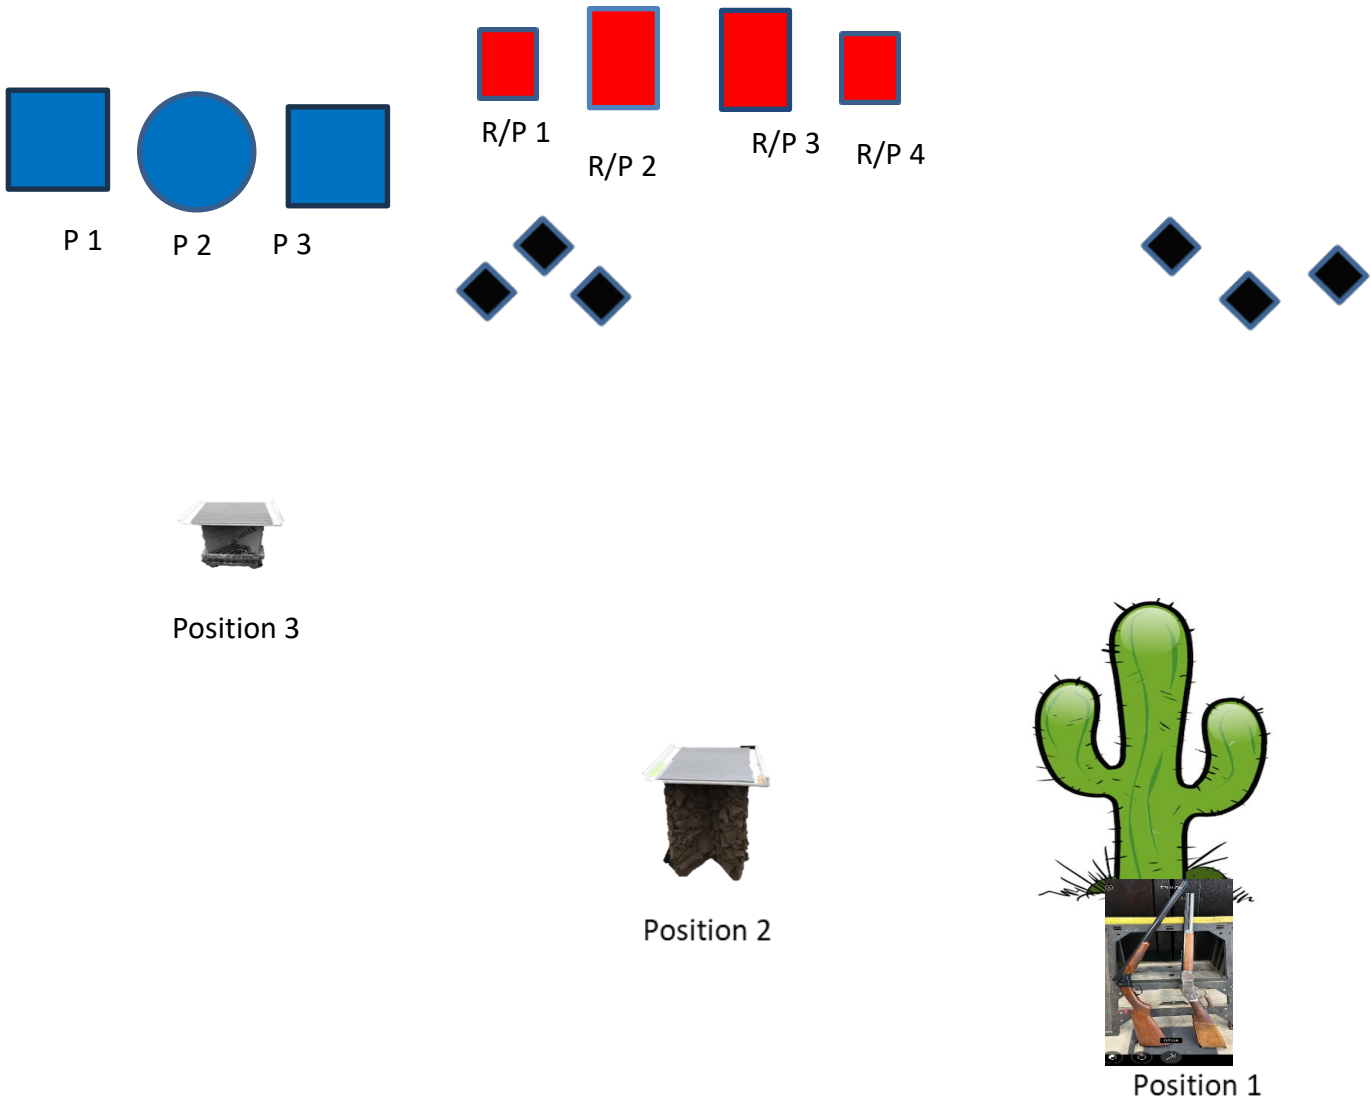 R/P 1
R/P 2
R/P 3
R/P 4
P 1
P 2
P 3
Position 3
Position 2
Position 1